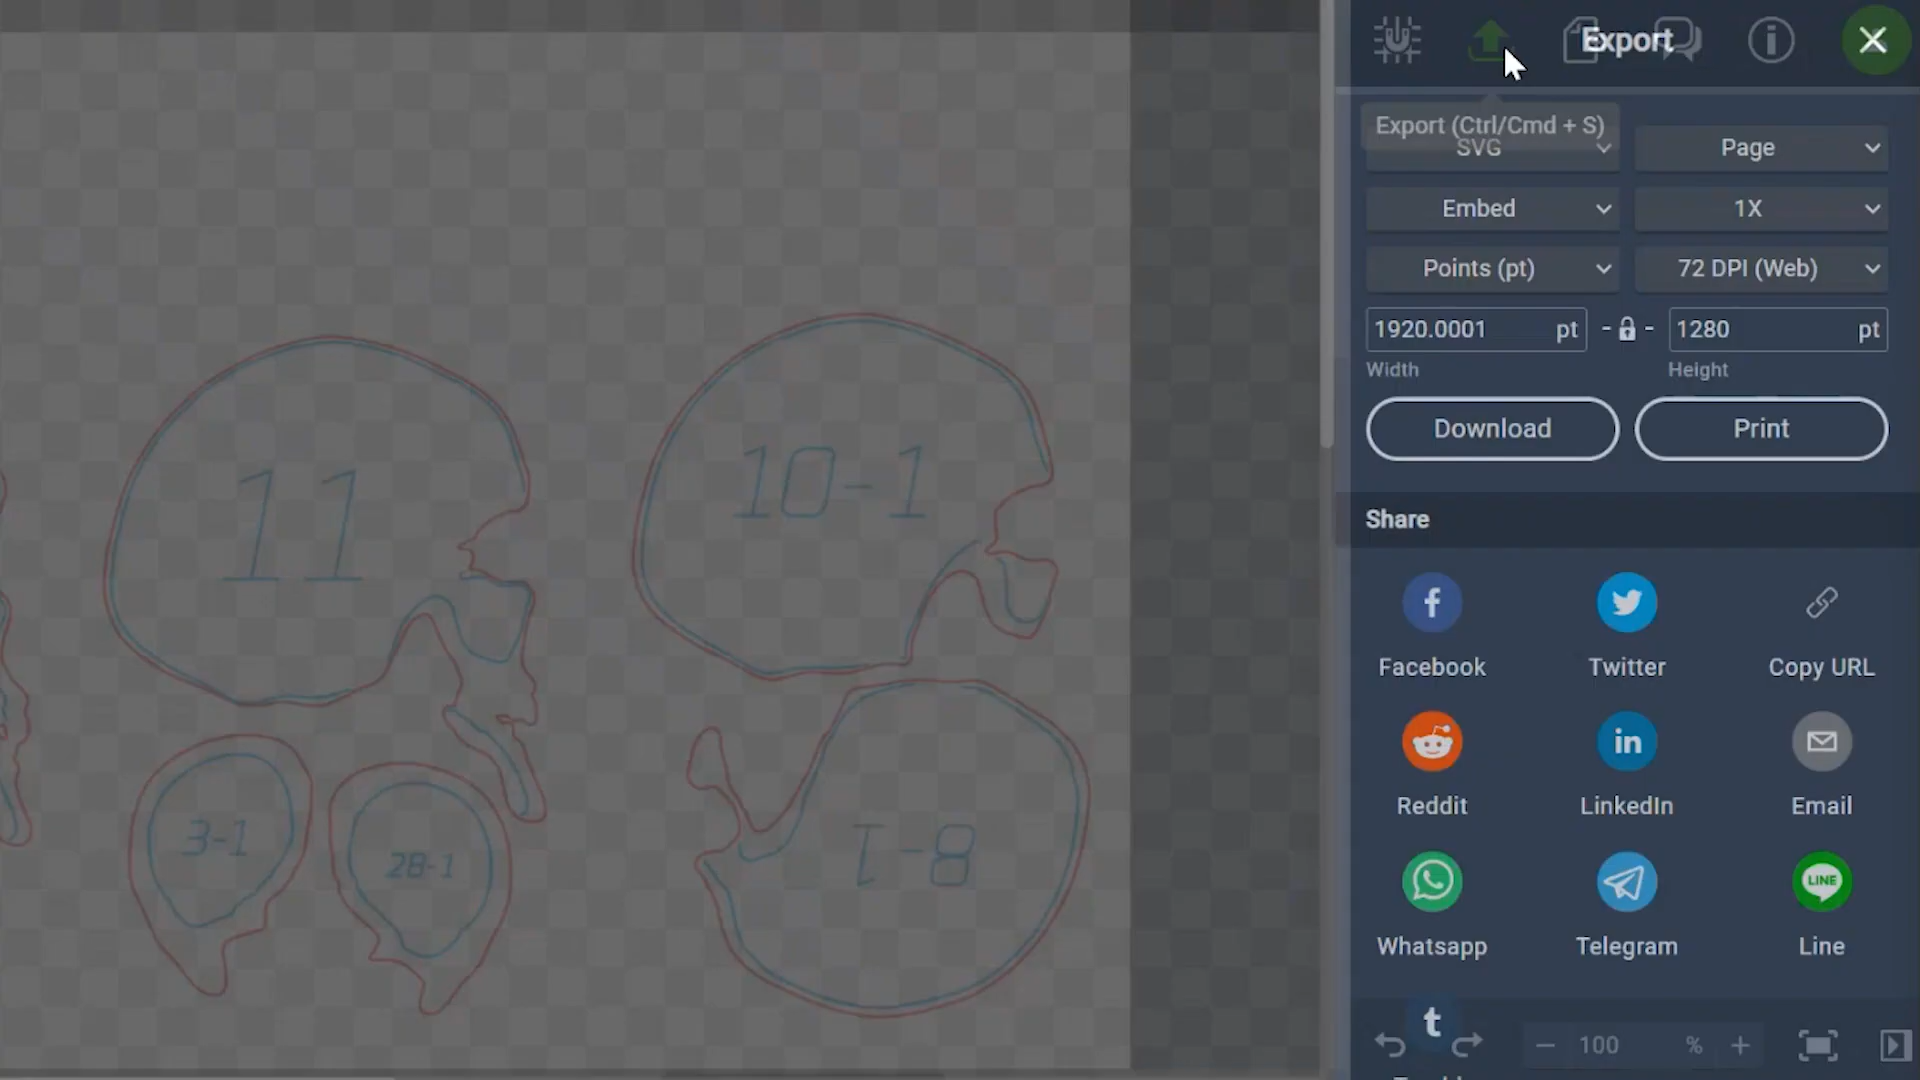 Export
Export (Ctrl/Cmd + S)
SVG
Page
Embed
1X
Points (pt)
72 DPI (Web)
1920.0001 pt
1280 pt
Width
Height
Download
Print
Share
Facebook
Twitter
Copy URL
Reddit
in
LinkedIn
Email
LINE
Whatsapp
Telegram
Line
t
100 %
11
10-1
3-1
28-1
8-1